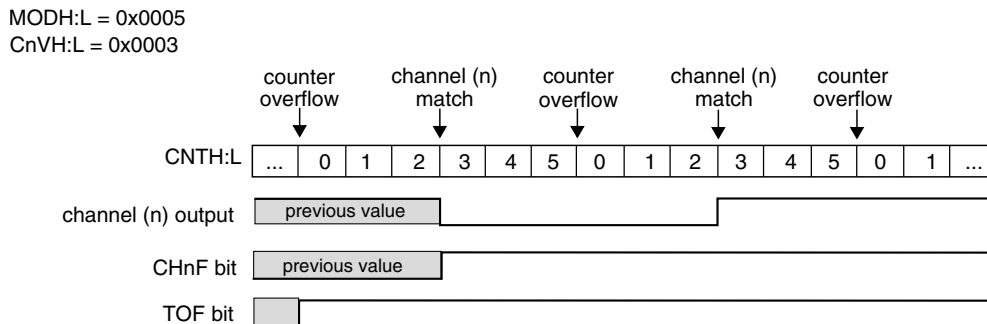 MODH:L = 0x0005
CnVH:L = 0x0003
counter overflow
channel (n) match
counter overflow
channel (n) match
counter overflow
CNTH:L ... 0 1 2 3 4 5 0 1 2 3 4 5 0 1 ...
channel (n) output previous value
CHnF bit previous value
TOF bit